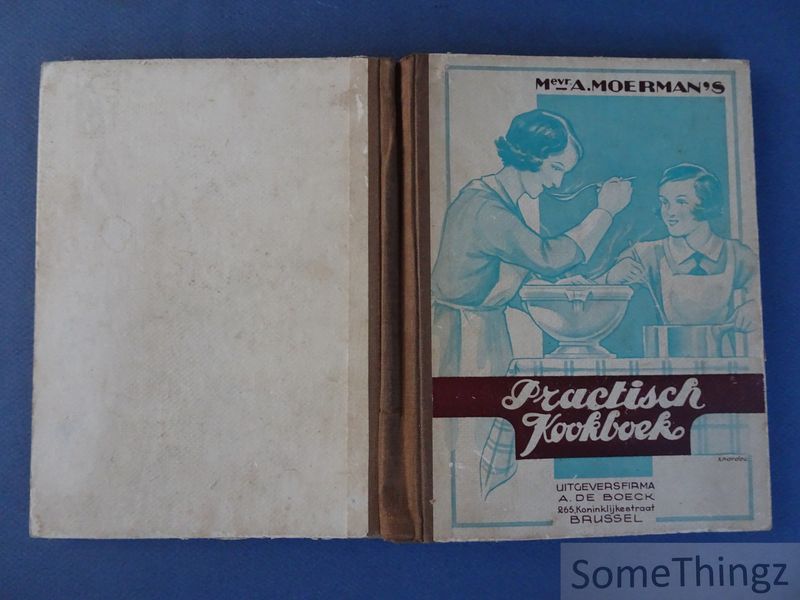 Mevr. A. MOERMAN'S
Practisch
Kookboek
UITGEVERSFIRMA
A. DE BOECK
265, Koninklijkestraat
BRUSSEL
SomeThingz